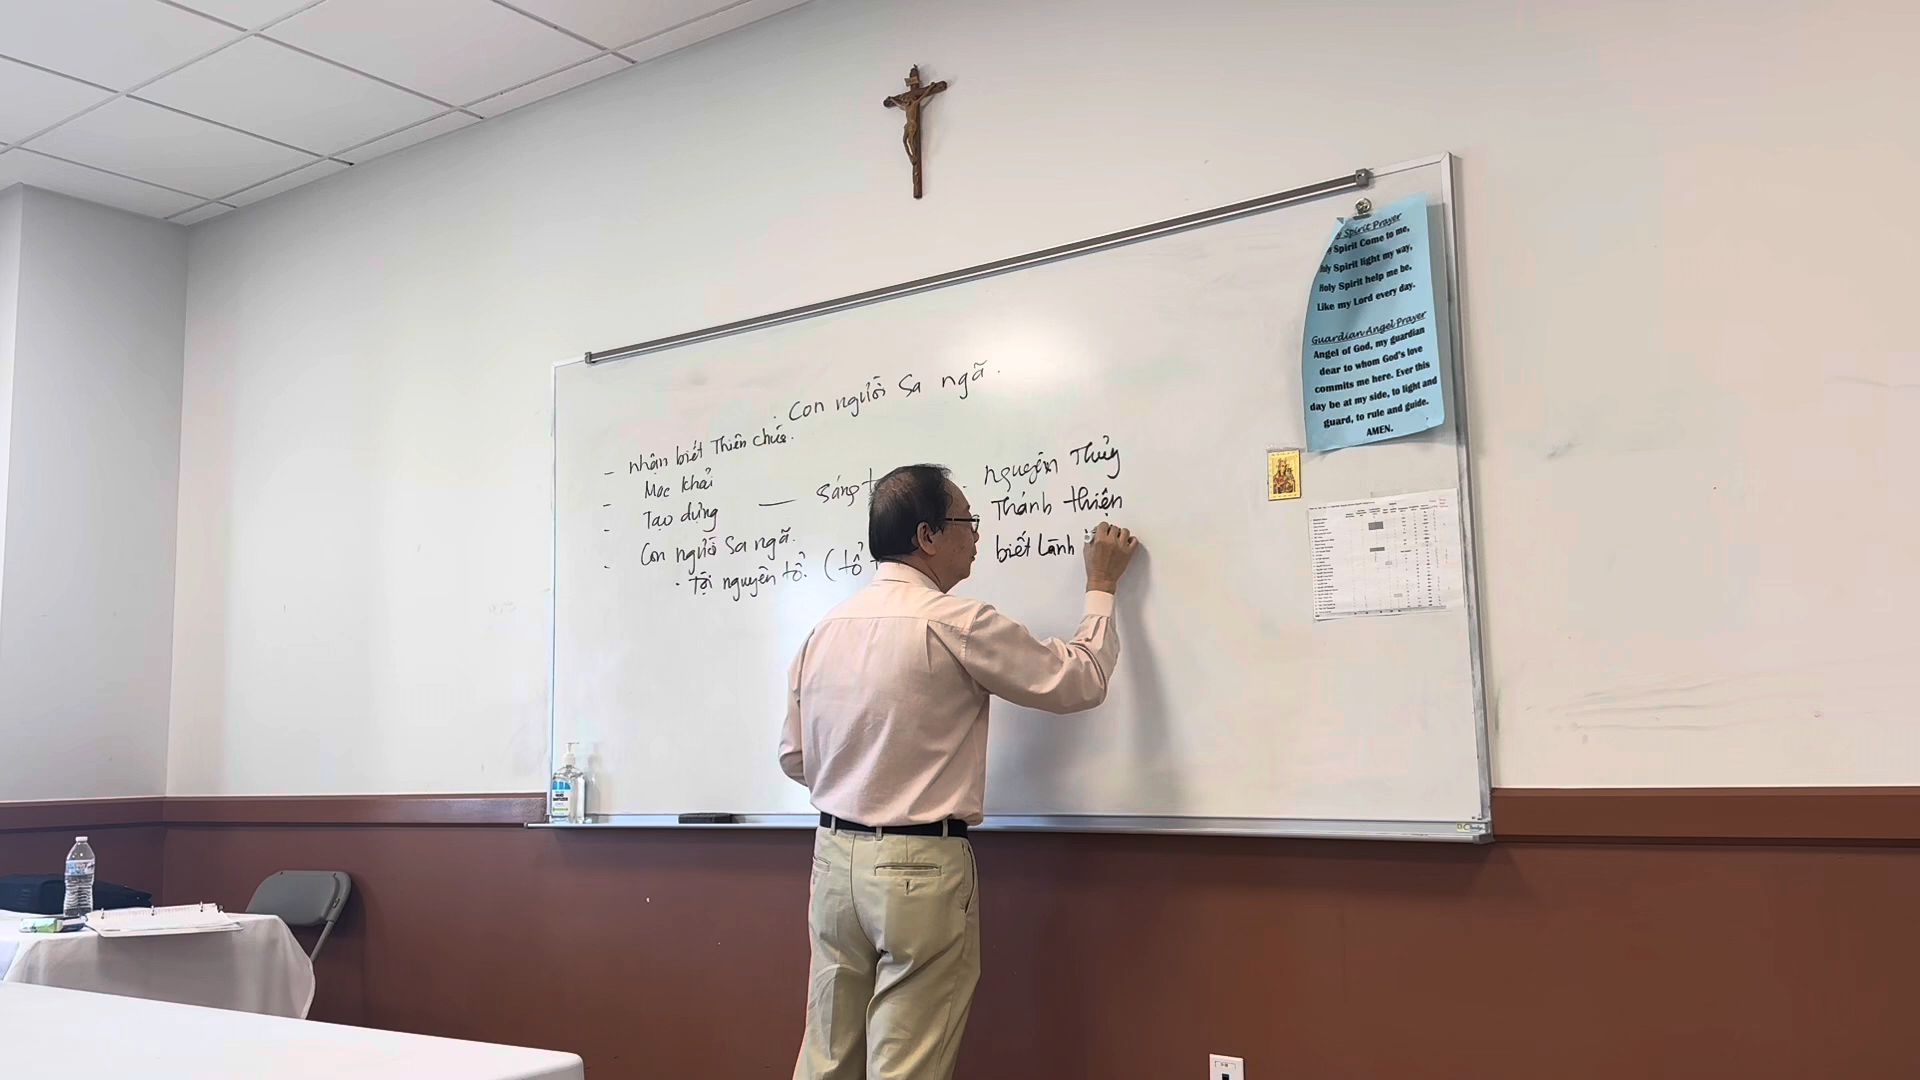 . Con người Sa ngã.
- nhận biết Thiên chúa.
- Mạc khải
- Tạo dựng — sáng
- Con người Sa ngã.
• tội nguyên tổ. (tổ
nguyên Thủy
Thánh thiện
biết Lành
Spirit Prayer
Spirit Come to me,
Holy Spirit light my way,
Holy Spirit help me be,
Like my Lord every day.
Guardian Angel Prayer
Angel of God, my guardian
dear to whom God's love
commits me here. Ever this
day be at my side, to light and
guard, to rule and guide.
AMEN.